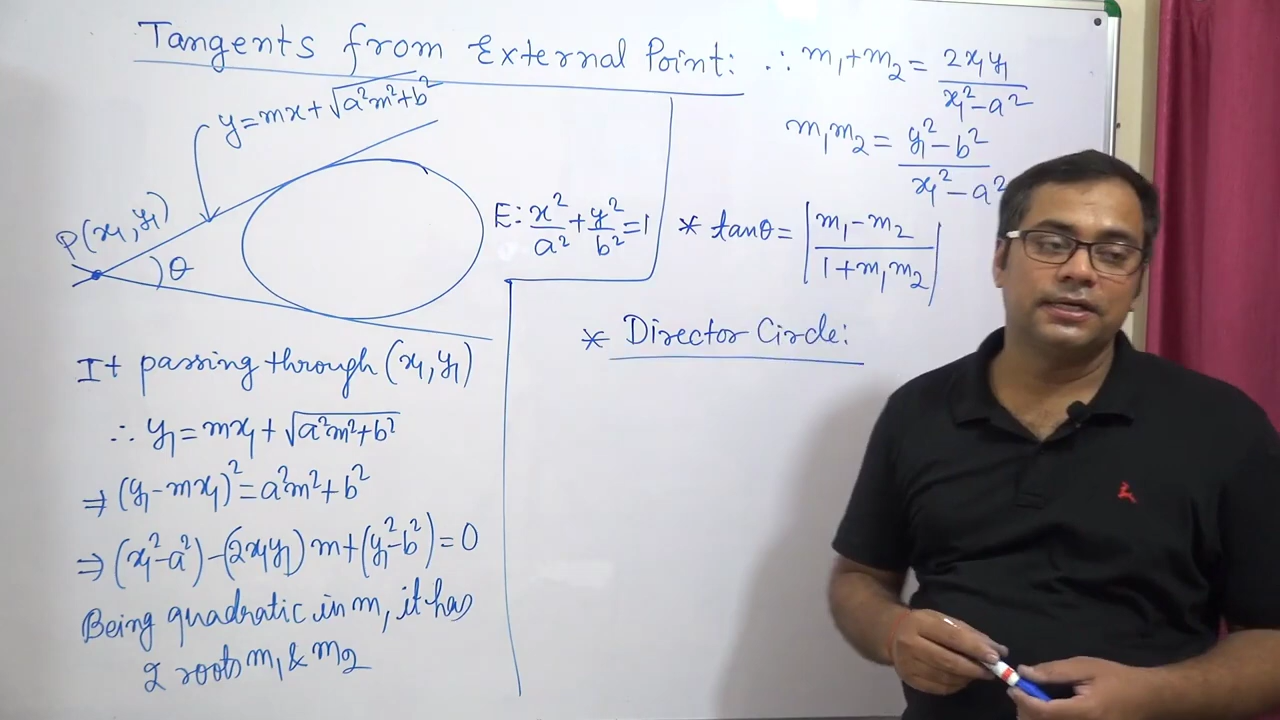 Tangents from External Point:
y=mx+√a²m²+b²
P(x₁,y₁)
θ
E: x²/a²+y²/b²=1
It passing through (x₁,y₁)
∴ y₁=mx₁+√a²m²+b²
⇒(y₁-mx₁)²=a²m²+b²
⇒(x₁²-a²)-(2x₁y₁)m+(y₁²-b²)=0
Being quadratic in m, it has
2 roots m₁ & m₂
∴ m₁+m₂= 2x₁y₁/x₁²-a²
m₁m₂= y₁²-b²/x₁²-a²
* tanθ= |m₁-m₂/1+m₁m₂|
* Director Circle: